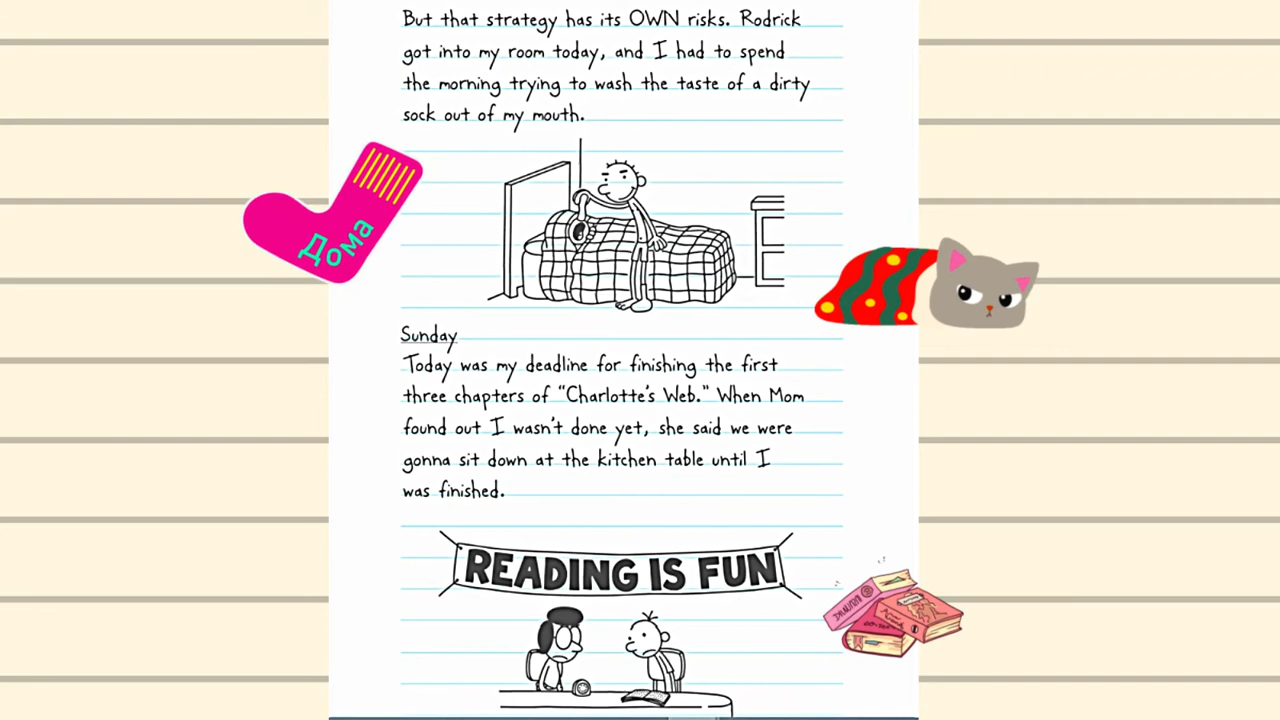 But that strategy has its OWN risks. Rodrick
got into my room today, and I had to spend
the morning trying to wash the taste of a dirty
sock out of my mouth.
Дома
Sunday
Today was my deadline for finishing the first
three chapters of “Charlotte’s Web.” When Mom
found out I wasn’t done yet, she said we were
gonna sit down at the kitchen table until I
was finished.
READING IS FUN